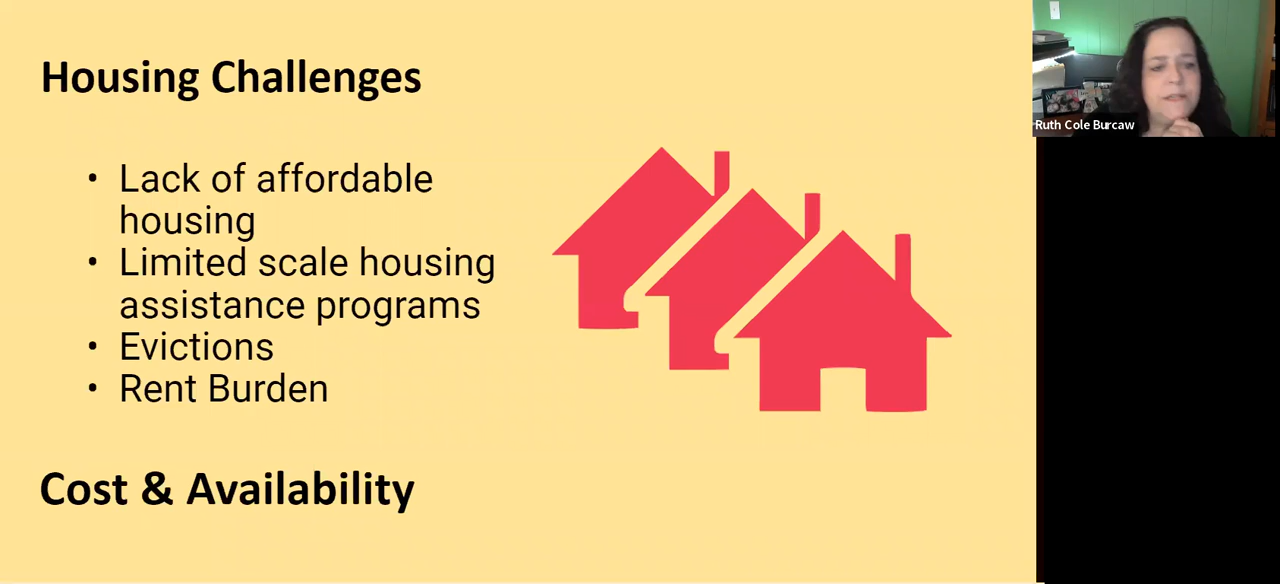 Housing Challenges
• Lack of affordable
housing
• Limited scale housing
assistance programs
• Evictions
• Rent Burden
Cost & Availability
Ruth Cole Burcaw